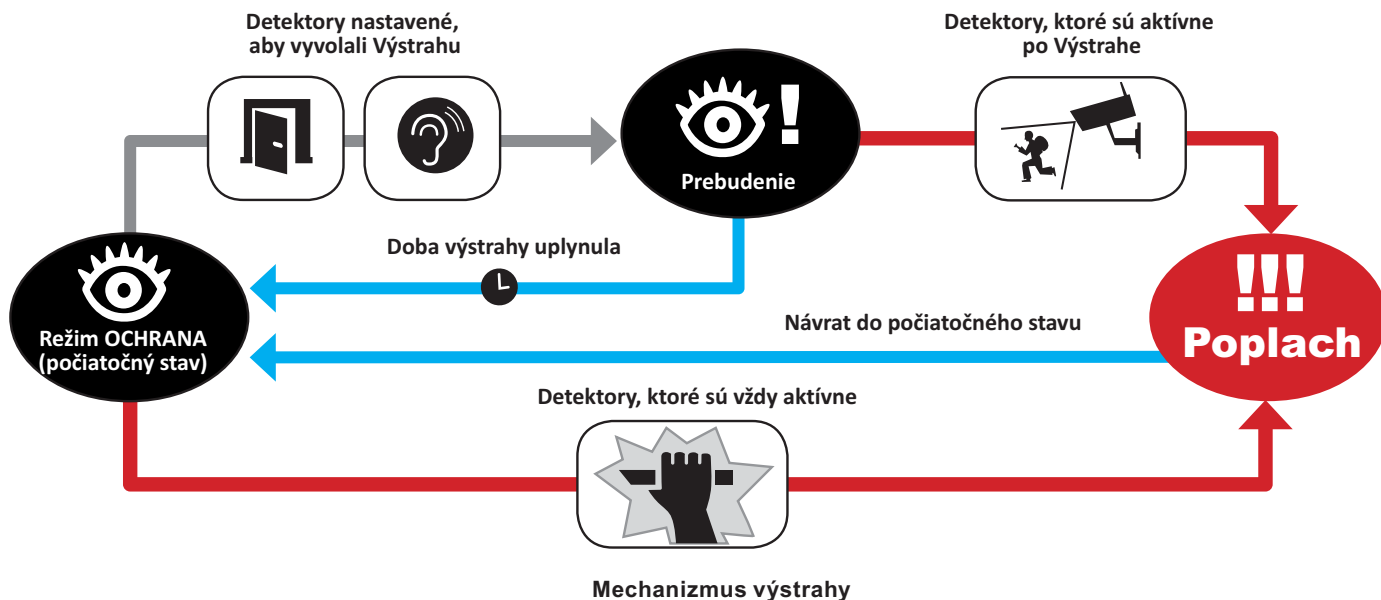 Detektory nastavené,
aby vyvolali Výstrahu
Detektory, ktoré sú aktívne
po Výstrahe
Prebudenie
Doba výstrahy uplynula
Režim OCHRANA
(počiatočný stav)
Návrat do počiatočného stavu
!!!
Poplach
Detektory, ktoré sú vždy aktívne
Mechanizmus výstrahy